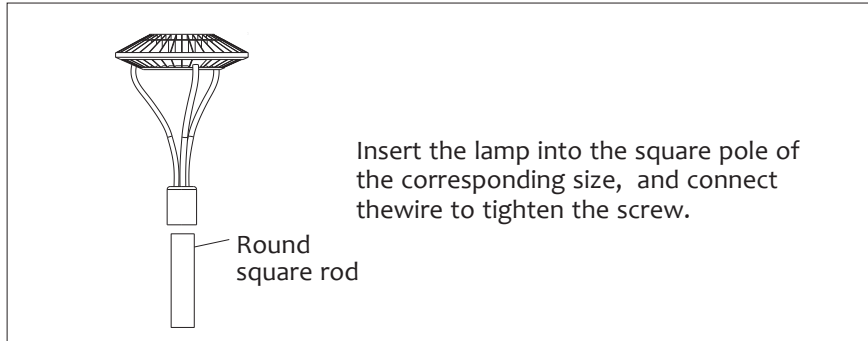 Insert the lamp into the square pole of
the corresponding size, and connect
thewire to tighten the screw.
Round
square rod